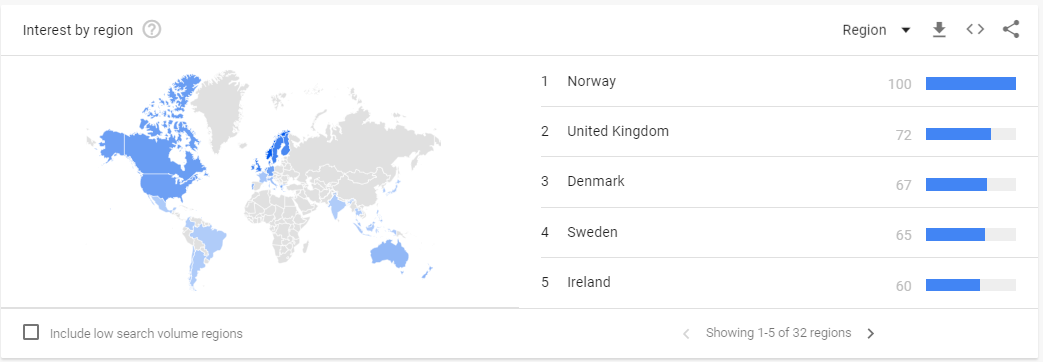 Interest by region
Region
1 Norway 100
2 United Kingdom 72
3 Denmark 67
4 Sweden 65
5 Ireland 60
Include low search volume regions
Showing 1-5 of 32 regions